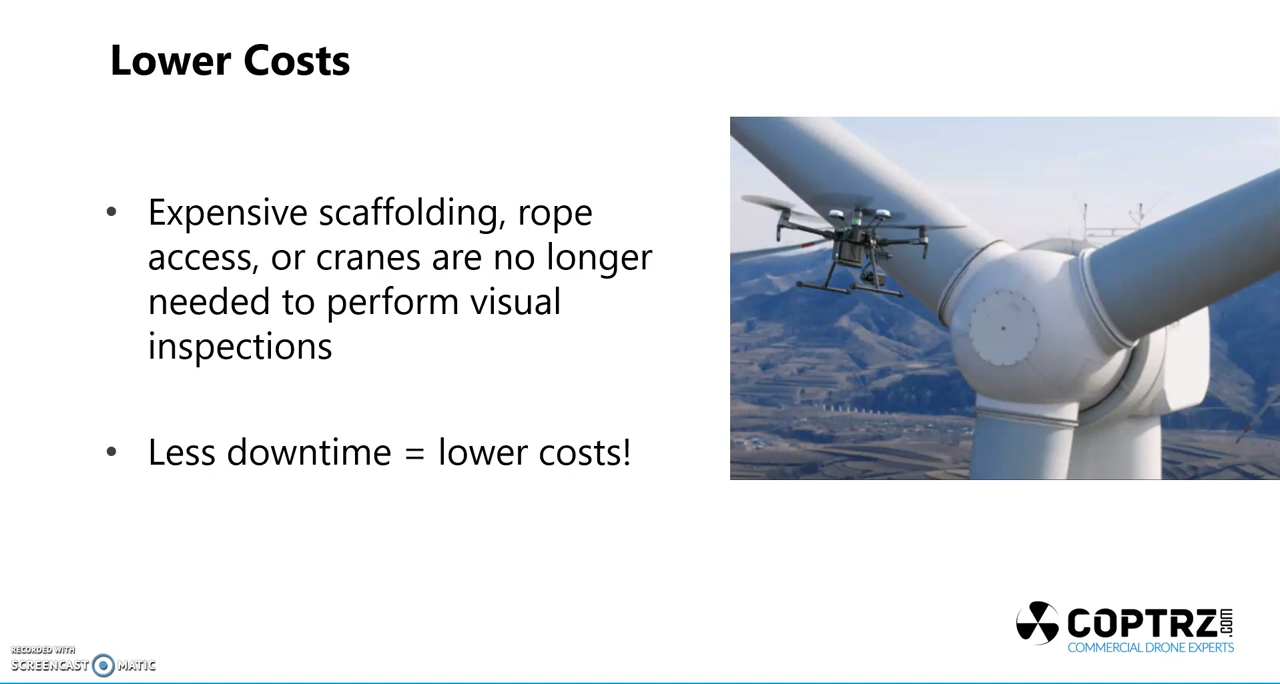 Lower Costs
• Expensive scaffolding, rope
access, or cranes are no longer
needed to perform visual
inspections
• Less downtime = lower costs!
COPTRZ.com
COMMERCIAL DRONE EXPERTS
RECORDED WITH
SCREENCAST MATIC